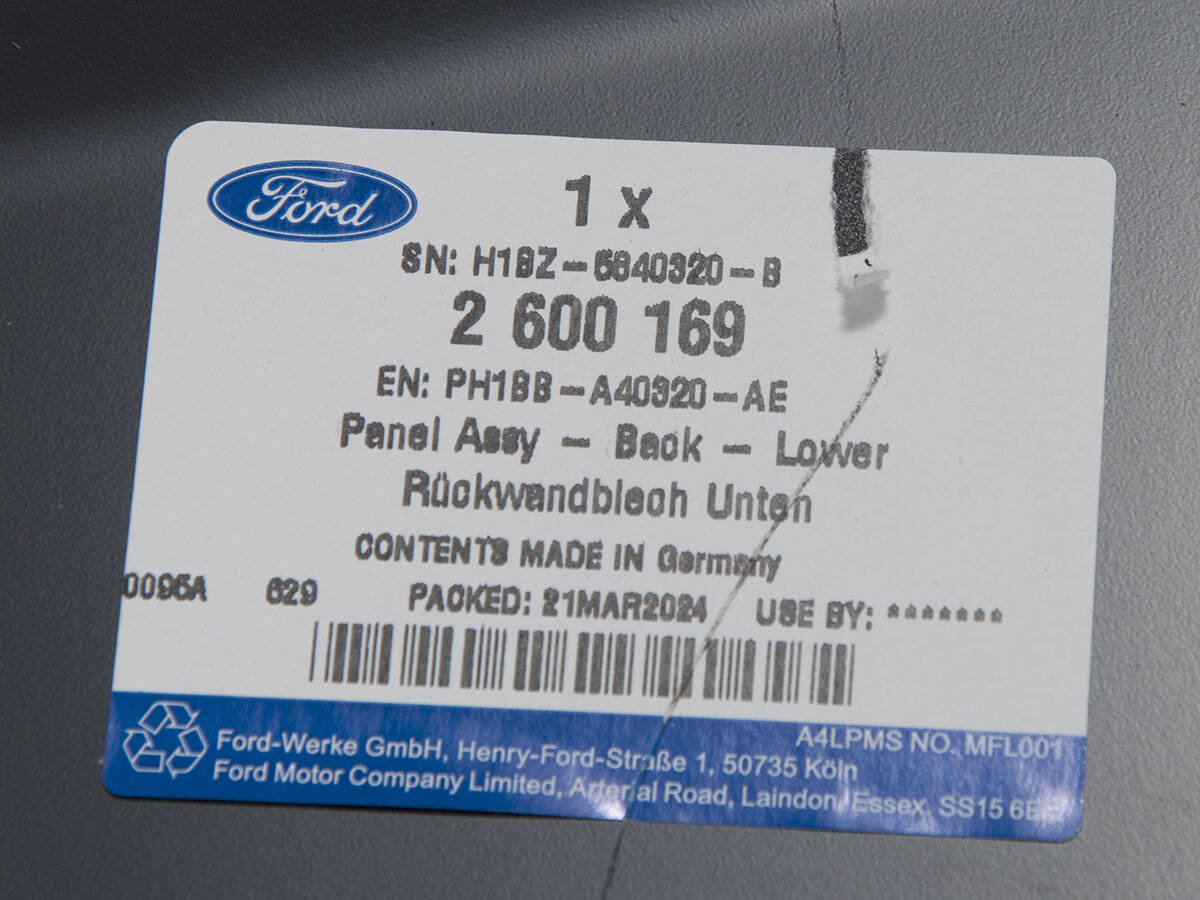 Ford
1 x
SN: H1BZ-5840320-B
2 600 169
EN: PH1BB-A40320-AE
Panel Assy - Back - Lower
Rückwandblech Unten
CONTENTS MADE IN Germany
0095A 629 PACKED: 21MAR2024 USE BY: *******
A4LPMS NO. MFL001
Ford-Werke GmbH, Henry-Ford-Straße 1, 50735 Köln
Ford Motor Company Limited, Arterial Road, Laindon, Essex. SS15 6EE